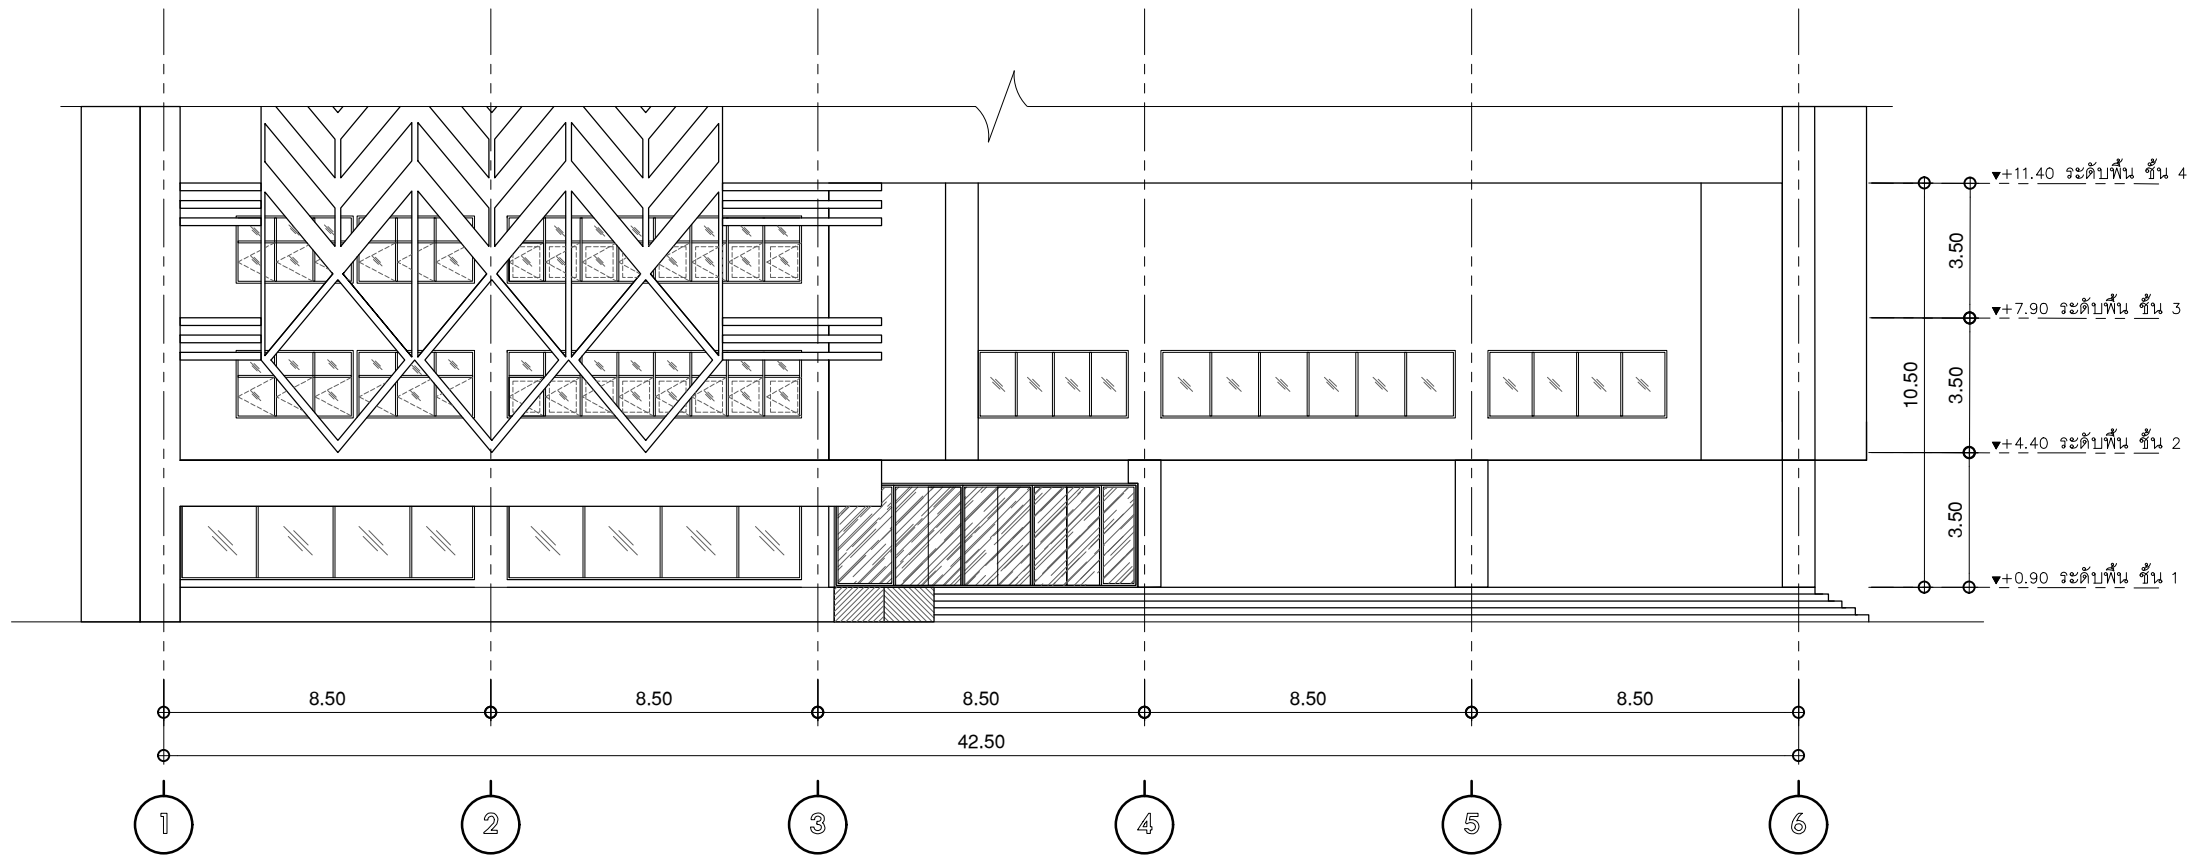 ▼+11.40 ระดับพื้น ชั้น 4
3.50
▼+7.90 ระดับพื้น ชั้น 3
10.50
3.50
▼+4.40 ระดับพื้น ชั้น 2
3.50
▼+0.90 ระดับพื้น ชั้น 1
8.50 8.50 8.50 8.50 8.50
42.50
1 2 3 4 5 6